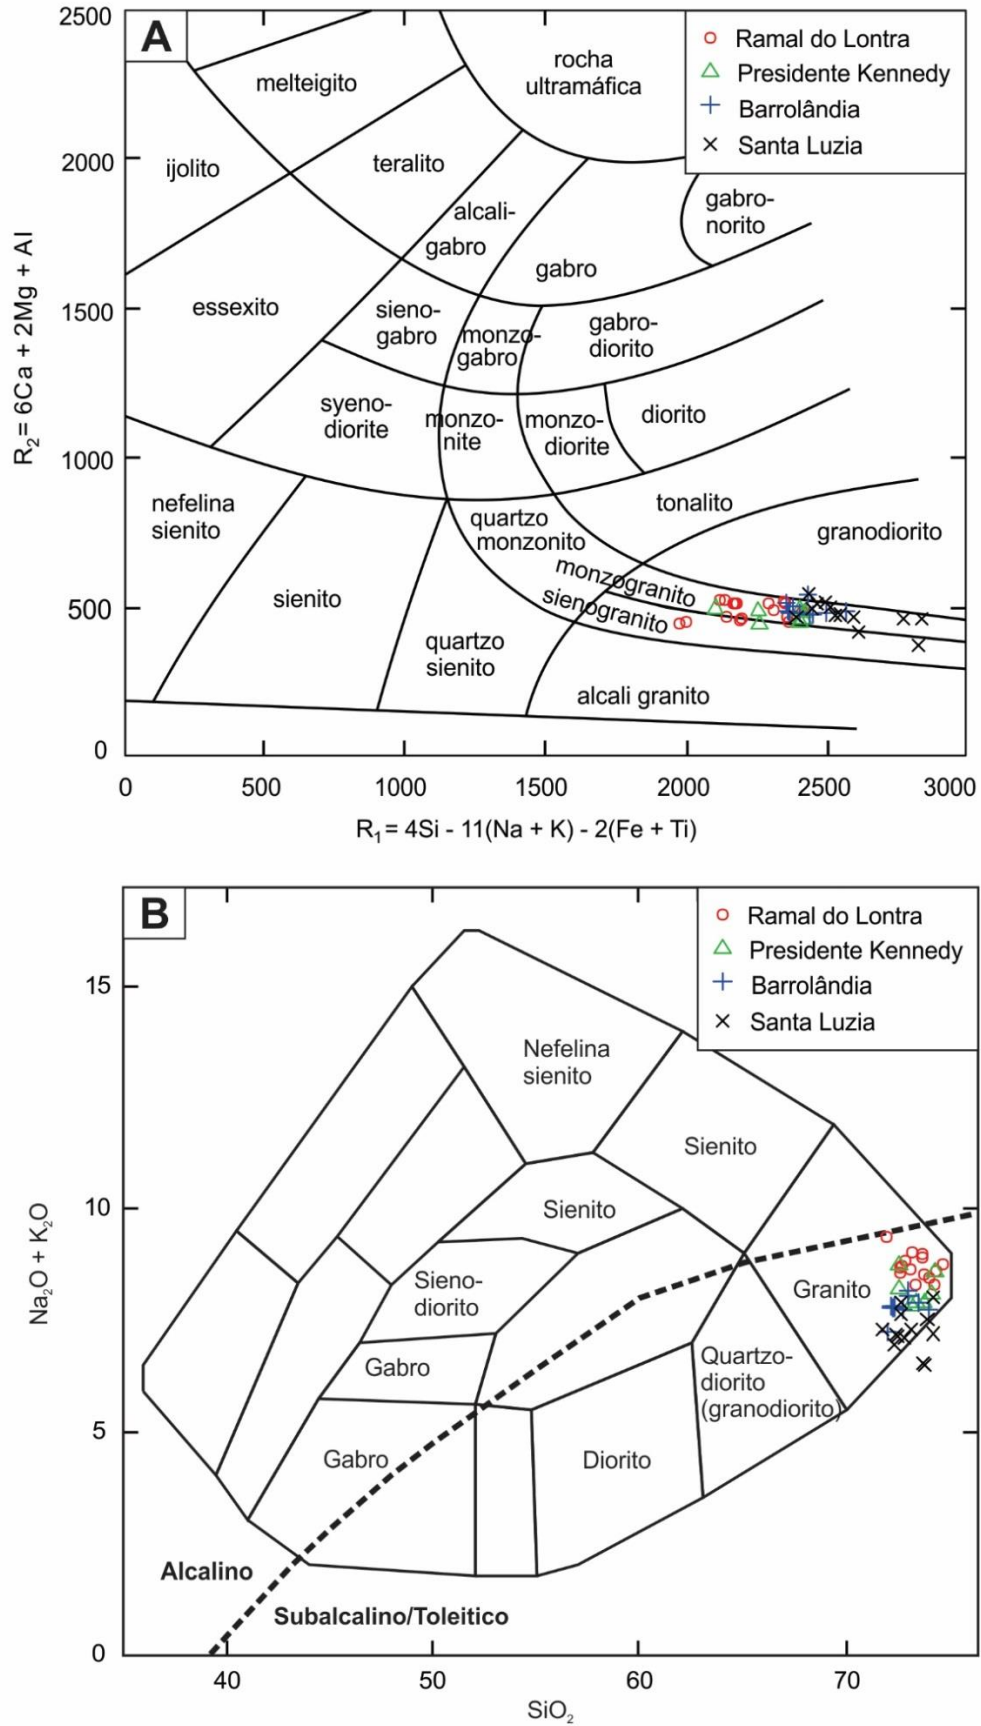 A
Ramal do Lontra
Presidente Kennedy
Barrolândia
Santa Luzia
R₂= 6Ca + 2Mg + Al
2500
2000
1500
1000
500
0
rocha
ultramáfica
melteigito
ijolito
teralito
alcali-
gabro
gabro-
norito
gabro
essexito
sieno-
gabro
monzo-
gabro
gabro-
diorito
syeno-
diorite
monzo-
nite
monzo-
diorite
diorito
nefelina
sienito
quartzo
monzonito
tonalito
granodiorito
monzogranito
sienogranito
sienito
quartzo
sienito
alcali granito
0
500
1000
1500
2000
2500
3000
R₁= 4Si - 11(Na + K) - 2(Fe + Ti)
B
Ramal do Lontra
Presidente Kennedy
Barrolândia
Santa Luzia
Na₂O + K₂O
15
10
5
0
Nefelina
sienito
Sienito
Sienito
Sieno-
diorito
Granito
Gabro
Quartzo-
diorito
(granodiorito)
Gabro
Diorito
Alcalino
Subalcalino/Toleitico
40
50
60
70
SiO₂